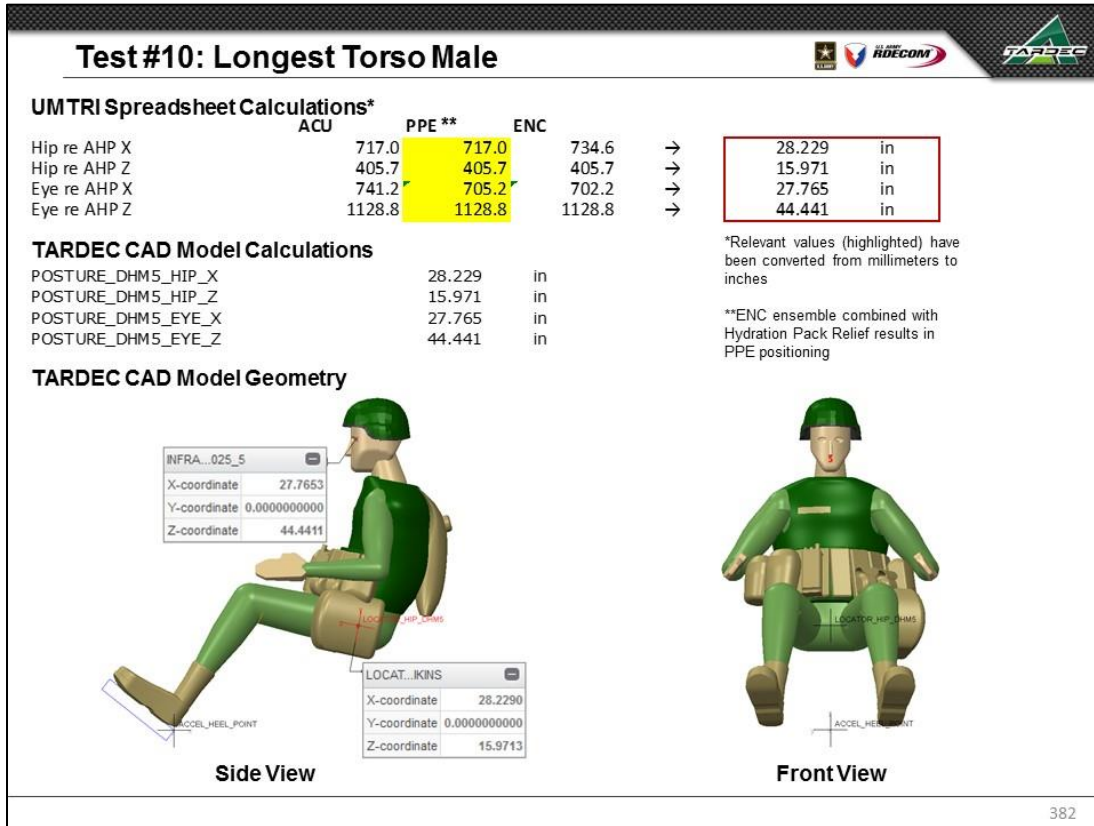 Test #10: Longest Torso Male
U.S. ARMY
U.S. ARMY
RDECOM
TARDEC
UMTRI Spreadsheet Calculations*
ACU PPE ** ENC
Hip re AHP X 717.0 717.0 734.6 → 28.229 in
Hip re AHP Z 405.7 405.7 405.7 → 15.971 in
Eye re AHP X 741.2 705.2 702.2 → 27.765 in
Eye re AHP Z 1128.8 1128.8 1128.8 → 44.441 in
*Relevant values (highlighted) have
been converted from millimeters to
inches
**ENC ensemble combined with
Hydration Pack Relief results in
PPE positioning
TARDEC CAD Model Calculations
POSTURE_DHM5_HIP_X 28.229 in
POSTURE_DHM5_HIP_Z 15.971 in
POSTURE_DHM5_EYE_X 27.765 in
POSTURE_DHM5_EYE_Z 44.441 in
TARDEC CAD Model Geometry
INFRA...025_5
X-coordinate 27.7653
Y-coordinate 0.0000000000
Z-coordinate 44.4411
LOCATOR_HIP_DHM5
LOCAT...IKINS
X-coordinate 28.2290
Y-coordinate 0.0000000000
Z-coordinate 15.9713
ACCEL_HEEL_POINT
Side View
LOCATOR_HIP_DHM5
ACCEL_HEEL_POINT
Front View
382